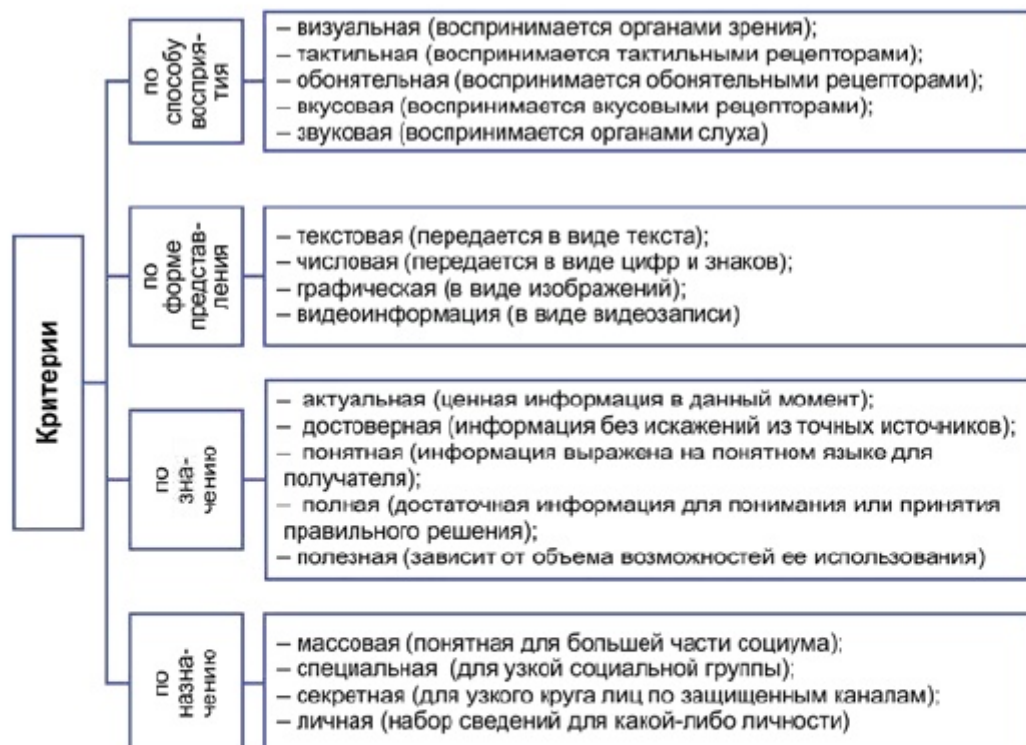 Критерии
по
способу
восприя-
тия
– визуальная (воспринимается органами зрения);
– тактильная (воспринимается тактильными рецепторами);
– обонятельная (воспринимается обонятельными рецепторами);
– вкусовая (воспринимается вкусовыми рецепторами);
– звуковая (воспринимается органами слуха)
по
форме
представ-
ления
– текстовая (передается в виде текста);
– числовая (передается в виде цифр и знаков);
– графическая (в виде изображений);
– видеоинформация (в виде видеозаписи)
по
зна-
чению
– актуальная (ценная информация в данный момент);
– достоверная (информация без искажений из точных источников);
– понятная (информация выражена на понятном языке для
получателя);
– полная (достаточная информация для понимания или принятия
правильного решения);
– полезная (зависит от объема возможностей ее использования)
по
назна-
чению
– массовая (понятная для большей части социума);
– специальная (для узкой социальной группы);
– секретная (для узкого круга лиц по защищенным каналам);
– личная (набор сведений для какой-либо личности)